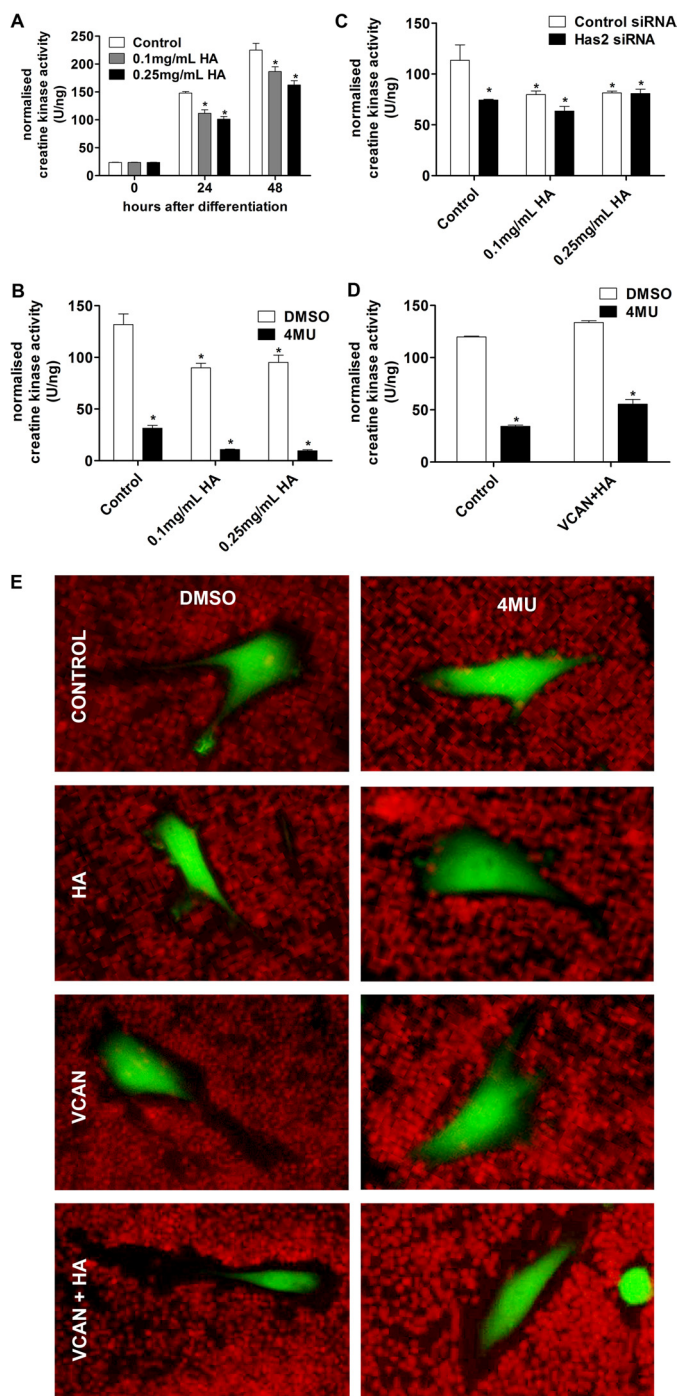 A
normalised
creatine kinase activity
(U/ng)
250
200
150
100
50
0
Control
0.1mg/mL HA
0.25mg/mL HA
* * * *
0 24 48
hours after differentiation
C
normalised
creatine kinase activity
(U/ng)
150
100
50
0
Control siRNA
Has2 siRNA
* * * * *
Control
0.1mg/mL HA
0.25mg/mL HA
B
normalised
creatine kinase activity
(U/ng)
150
100
50
0
DMSO
4MU
* * * * *
Control
0.1mg/mL HA
0.25mg/mL HA
D
normalised
creatine kinase activity
(U/ng)
150
100
50
0
DMSO
4MU
* *
Control
VCAN+HA
E
DMSO
4MU
CONTROL
HA
VCAN
VCAN + HA